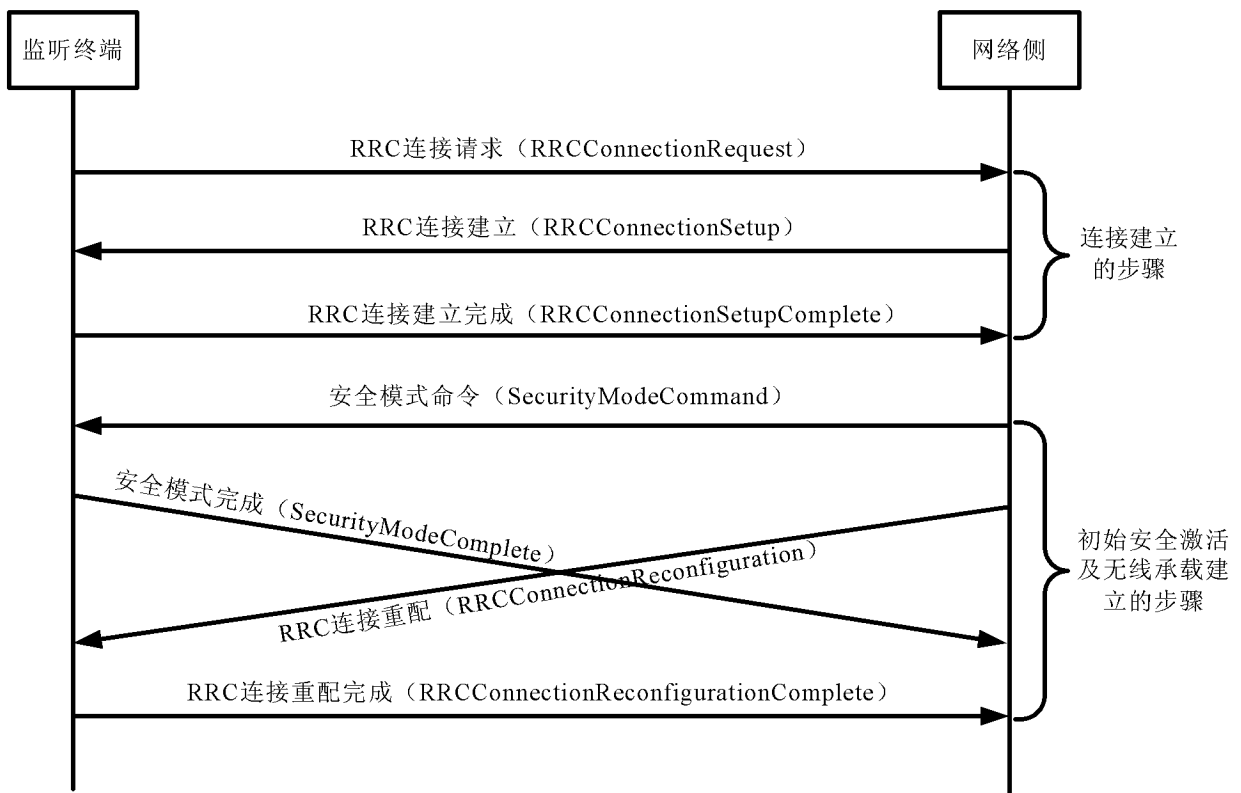 监听终端
网络侧
RRC连接请求（RRCConnectionRequest）
RRC连接建立（RRCConnectionSetup）
连接建立
的步骤
RRC连接建立完成（RRCConnectionSetupComplete）
安全模式命令（SecurityModeCommand）
安全模式完成（SecurityModeComplete）
RRC连接重配（RRCConnectionReconfiguration）
初始安全激活
及无线承载建
立的步骤
RRC连接重配完成（RRCConnectionReconfigurationComplete）